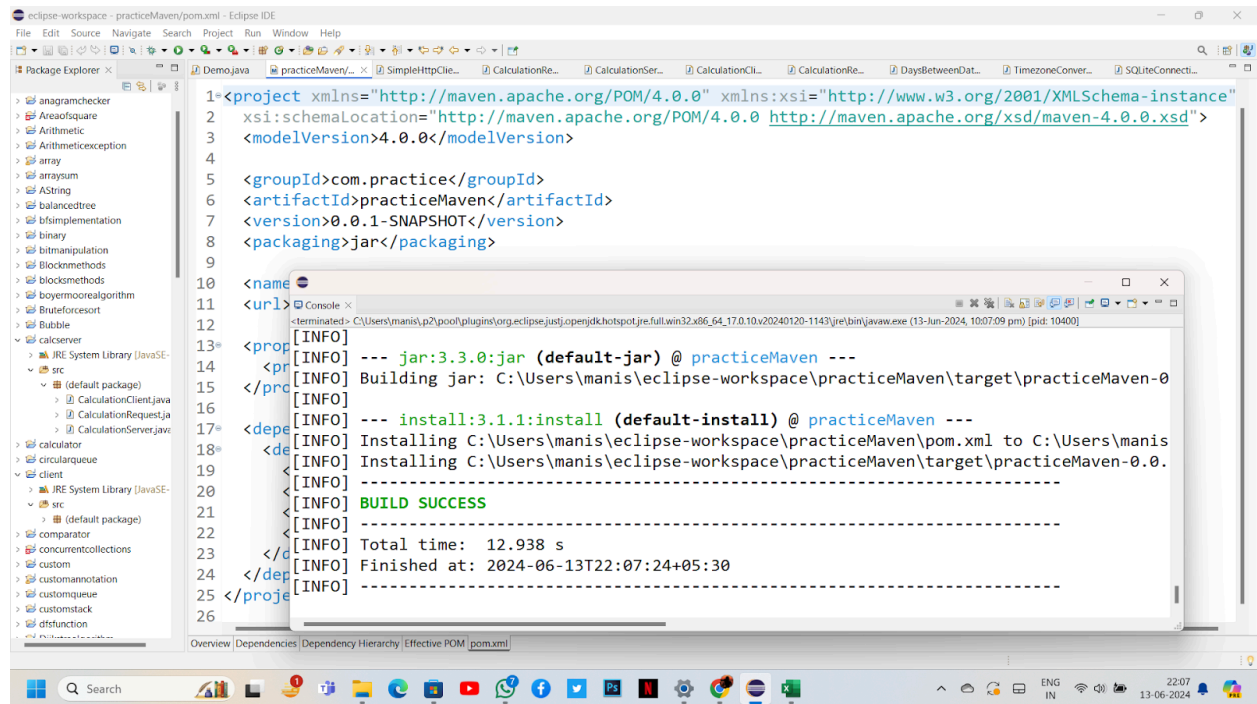 eclipse-workspace - practiceMaven/pom.xml - Eclipse IDE
File Edit Source Navigate Search Project Run Window Help
Package Explorer
Demo.java practiceMaven/... SimpleHttpClie... CalculationRe... CalculationSer... CalculationCli... CalculationRe... DaysBetweenDat... TimezoneConver... SQLiteConnecti...
anagramchecker
Areaofsquare
Arithmetic
Arithmeticexception
array
arraysum
AString
balancedtree
bfsimplementation
binary
bitmanipulation
Blocknmethods
blocksmethods
boyermoorealgorithm
Bruteforcesort
Bubble
calcserver
JRE System Library [JavaSE-
src
(default package)
CalculationClient.java
CalculationRequest.ja
CalculationServer.java
calculator
circularqueue
client
JRE System Library [JavaSE-
src
(default package)
comparator
concurrentcollections
custom
customannotation
customqueue
customstack
dfsfunction
1 <project xmlns="http://maven.apache.org/POM/4.0.0" xmlns:xsi="http://www.w3.org/2001/XMLSchema-instance"
2 xsi:schemaLocation="http://maven.apache.org/POM/4.0.0 http://maven.apache.org/xsd/maven-4.0.0.xsd">
3 <modelVersion>4.0.0</modelVersion>
4
5 <groupId>com.practice</groupId>
6 <artifactId>practiceMaven</artifactId>
7 <version>0.0.1-SNAPSHOT</version>
8 <packaging>jar</packaging>
9
10 <name
11 <url>
12
13 <prop
14 <pr
15 </pro
16
17 <depe
18 <de
19 <
20 <
21 <
22 <
23 </d
24 </dep
25 </proje
26
Console
<terminated> C:\Users\manis\.p2\pool\plugins\org.eclipse.justj.openjdk.hotspot.jre.full.win32.x86_64_17.0.10.v20240120-1143\jre\bin\javaw.exe (13-Jun-2024, 10:07:09 pm) [pid: 10400]
[INFO]
[INFO] --- jar:3.3.0:jar (default-jar) @ practiceMaven ---
[INFO] Building jar: C:\Users\manis\eclipse-workspace\practiceMaven\target\practiceMaven-0
[INFO]
[INFO] --- install:3.1.1:install (default-install) @ practiceMaven ---
[INFO] Installing C:\Users\manis\eclipse-workspace\practiceMaven\pom.xml to C:\Users\manis
[INFO] Installing C:\Users\manis\eclipse-workspace\practiceMaven\target\practiceMaven-0.0.
[INFO] ------------------------------------------------------------------------
[INFO] BUILD SUCCESS
[INFO] ------------------------------------------------------------------------
[INFO] Total time: 12.938 s
[INFO] Finished at: 2024-06-13T22:07:24+05:30
[INFO] ------------------------------------------------------------------------
Overview Dependencies Dependency Hierarchy Effective POM pom.xml
Search
1
7
Ps
N
ENG
IN
22:07
13-06-2024
PRE